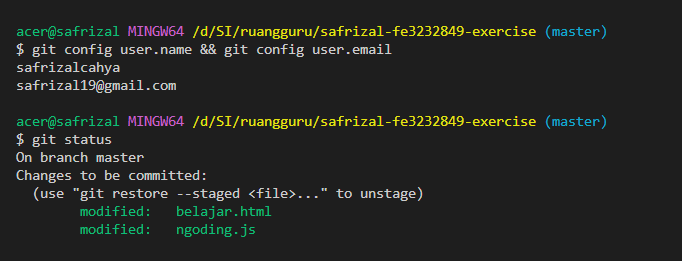 acer@safrizal MINGW64 /d/SI/ruangguru/safrizal-fe3232849-exercise (master)
$ git config user.name && git config user.email
safrizalcahya
safrizal19@gmail.com
acer@safrizal MINGW64 /d/SI/ruangguru/safrizal-fe3232849-exercise (master)
$ git status
On branch master
Changes to be committed:
(use "git restore --staged <file>..." to unstage)
modified: belajar.html
modified: ngoding.js